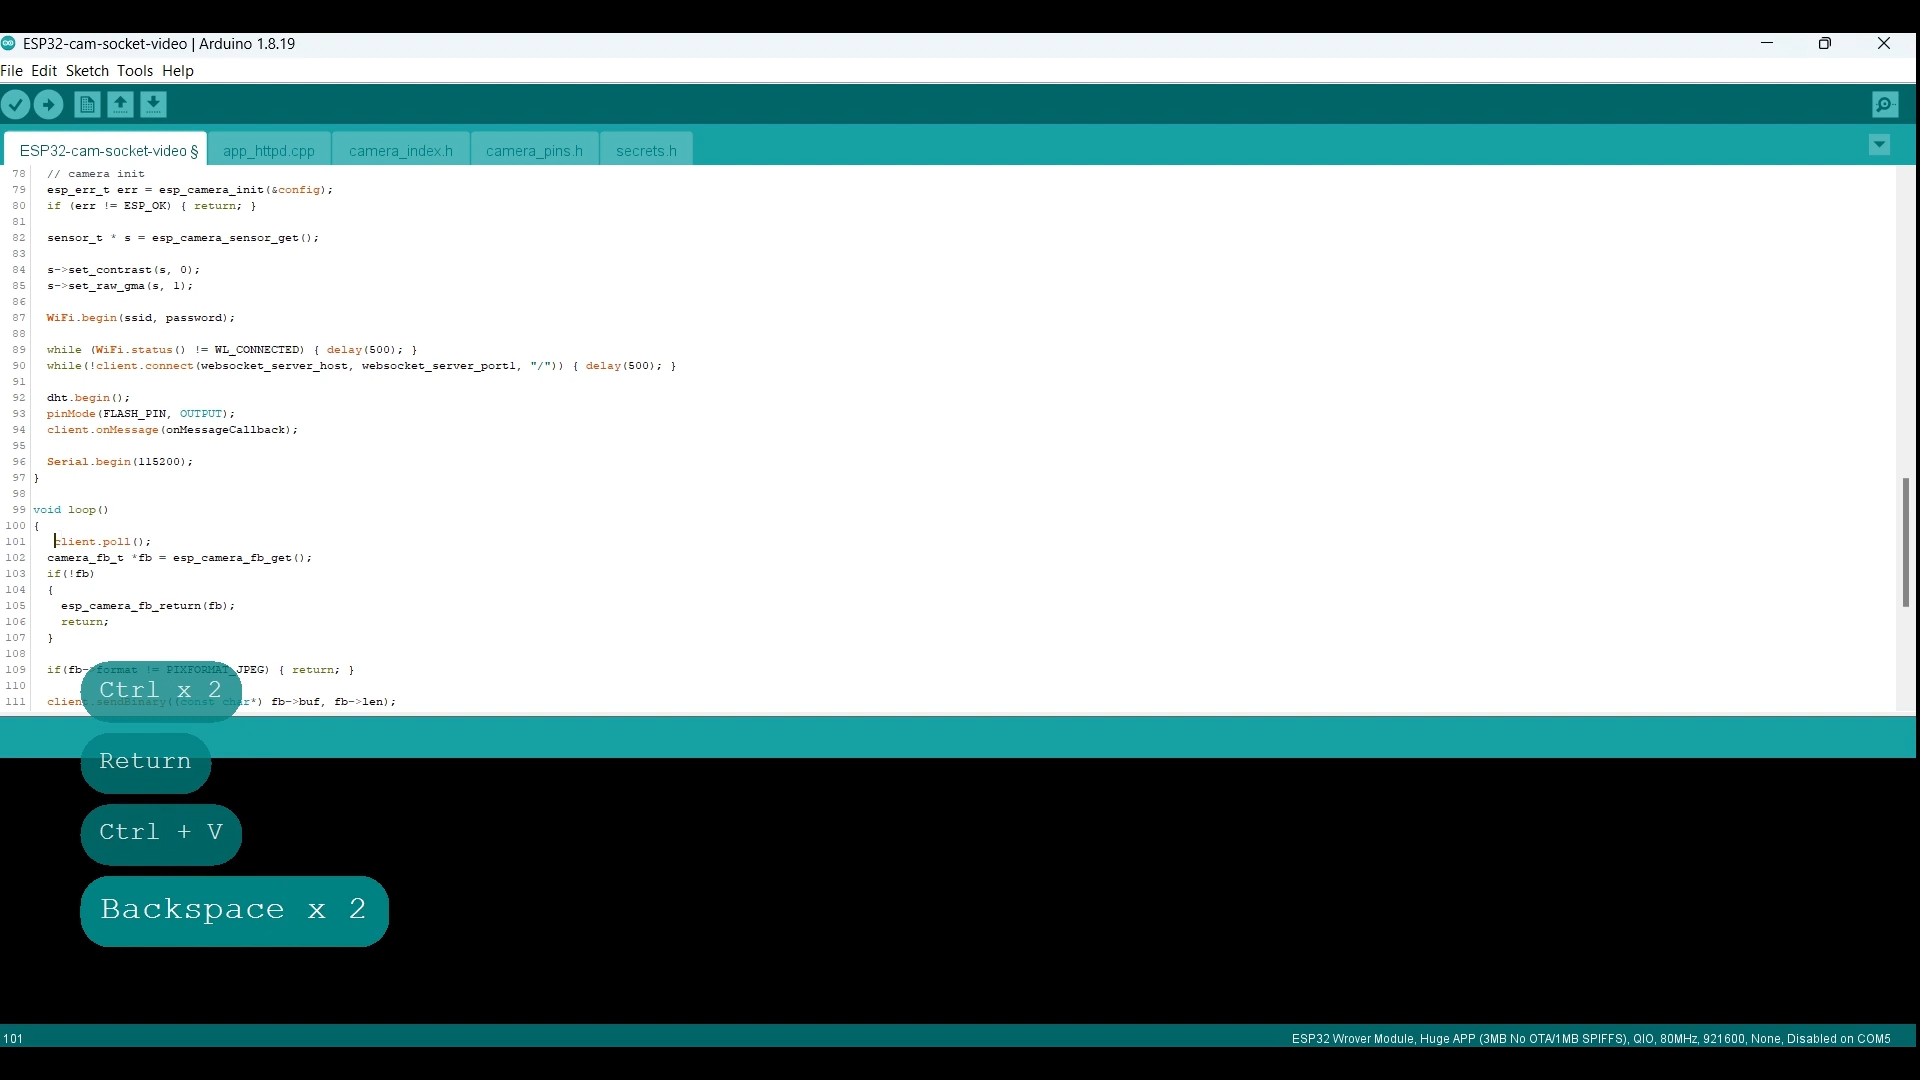 ESP32-cam-socket-video | Arduino 1.8.19
File Edit Sketch Tools Help
ESP32-cam-socket-video § app_httpd.cpp camera_index.h camera_pins.h secrets.h
78 // camera init
79 esp_err_t err = esp_camera_init(&config);
80 if (err != ESP_OK) { return; }
81
82 sensor_t * s = esp_camera_sensor_get();
83
84 s->set_contrast(s, 0);
85 s->set_raw_gma(s, 1);
86
87 WiFi.begin(ssid, password);
88
89 while (WiFi.status() != WL_CONNECTED) { delay(500); }
90 while(!client.connect(websocket_server_host, websocket_server_port1, "/")) { delay(500); }
91
92 dht.begin();
93 pinMode(FLASH_PIN, OUTPUT);
94 client.onMessage(onMessageCallback);
95
96 Serial.begin(115200);
97 }
98
99 void loop()
100 {
101 client.poll();
102 camera_fb_t *fb = esp_camera_fb_get();
103 if(!fb)
104 {
105 esp_camera_fb_return(fb);
106 return;
107 }
108
109 if(fb->format != PIXFORMAT_JPEG) { return; }
110
111 client.sendBinary((const char*) fb->buf, fb->len);
Ctrl x 2
Return
Ctrl + V
Backspace x 2
101 ESP32 Wrover Module, Huge APP (3MB No OTA/1MB SPIFFS), QIO, 80MHz, 921600, None, Disabled on COM5